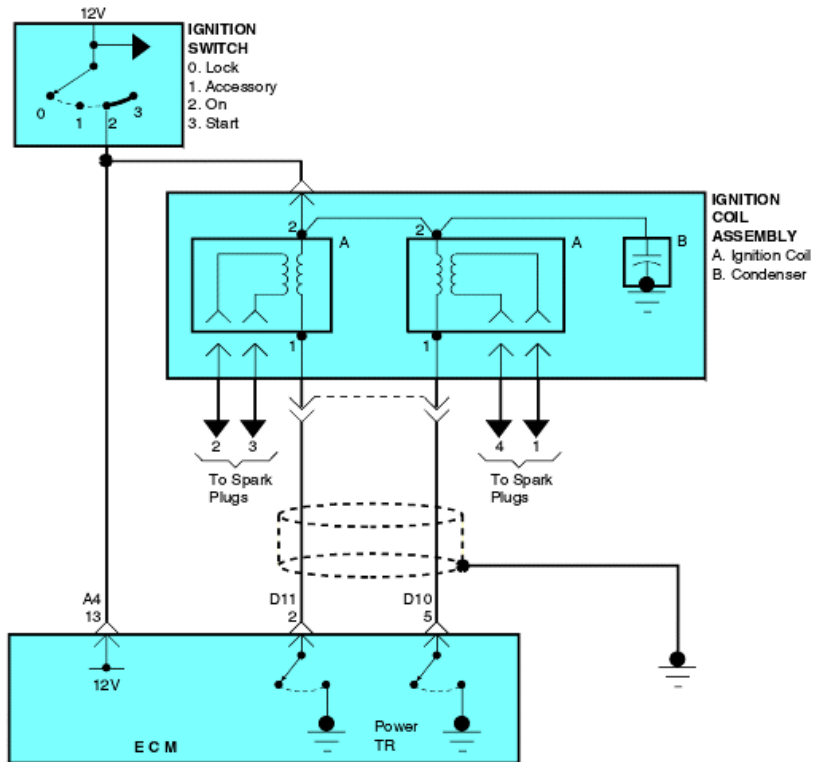 12V
IGNITION
SWITCH
0. Lock
1. Accessory
2. On
3. Start
0
1
2
3
IGNITION
COIL
ASSEMBLY
A. Ignition Coil
B. Condenser
2
A
2
A
B
1
1
2
3
4
1
To Spark
Plugs
To Spark
Plugs
A4
13
D11
2
D10
5
12V
ECM
Power
TR